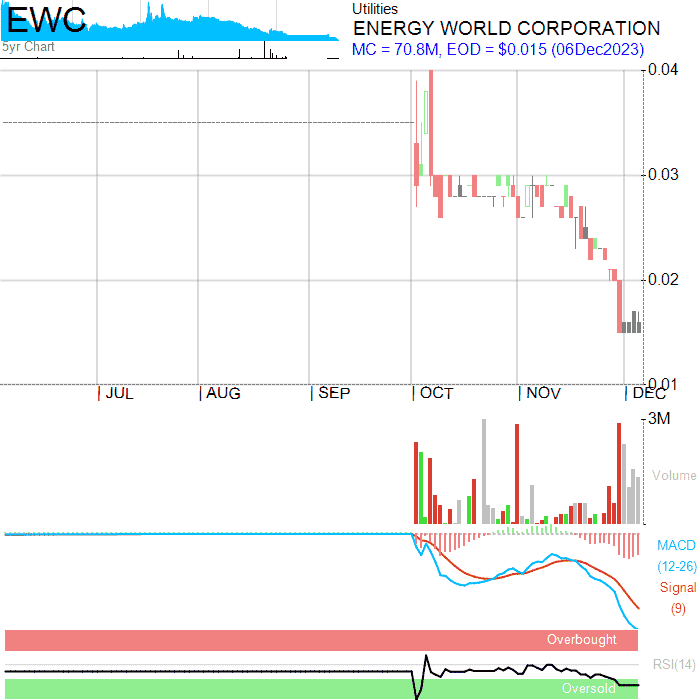 EWC
5yr Chart
Utilities
ENERGY WORLD CORPORATION
MC = 70.8M, EOD = $0.015 (06Dec2023)
0.04
0.03
0.02
0.01
JUL AUG SEP OCT NOV DEC
3M
Volume
MACD
(12-26)
Signal
(9)
Overbought
RSI(14)
Oversold